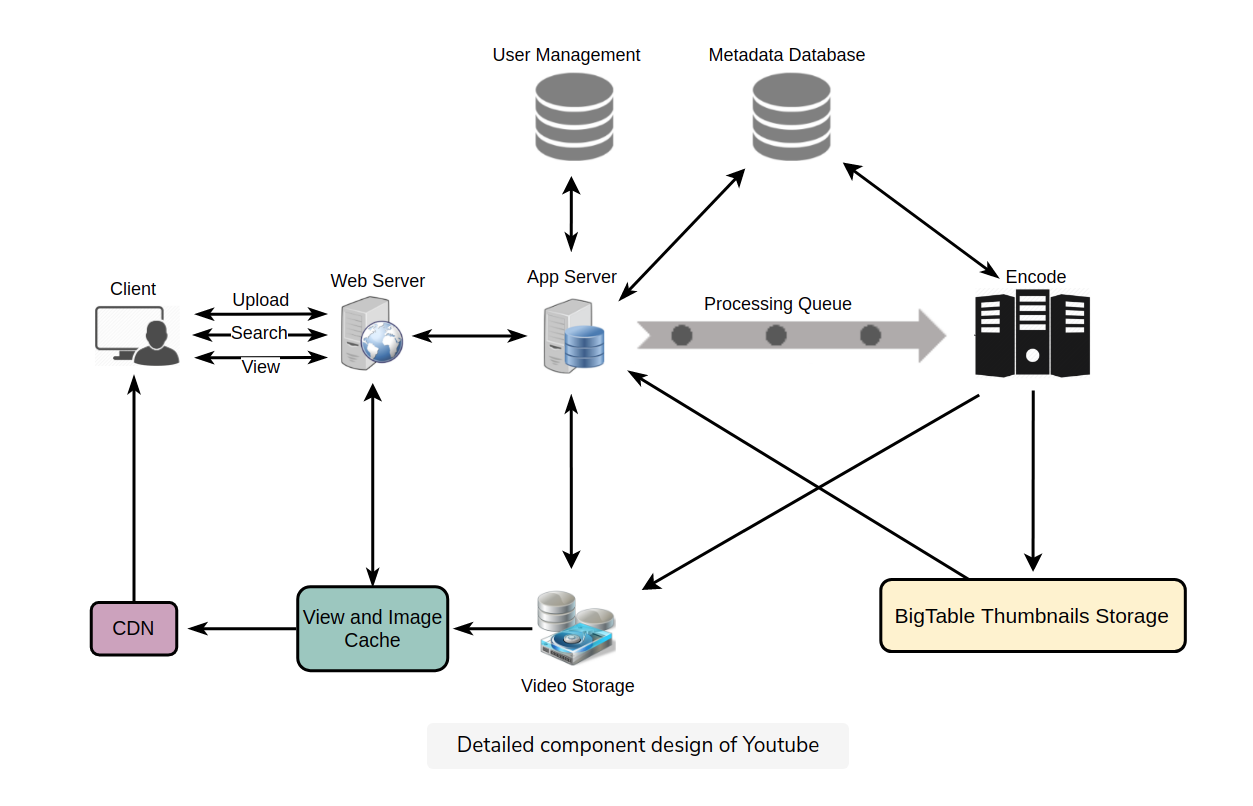 User Management
Metadata Database
Client
Web Server
App Server
Encode
Upload
Search
View
Processing Queue
CDN
View and Image
Cache
BigTable Thumbnails Storage
Video Storage
Detailed component design of Youtube